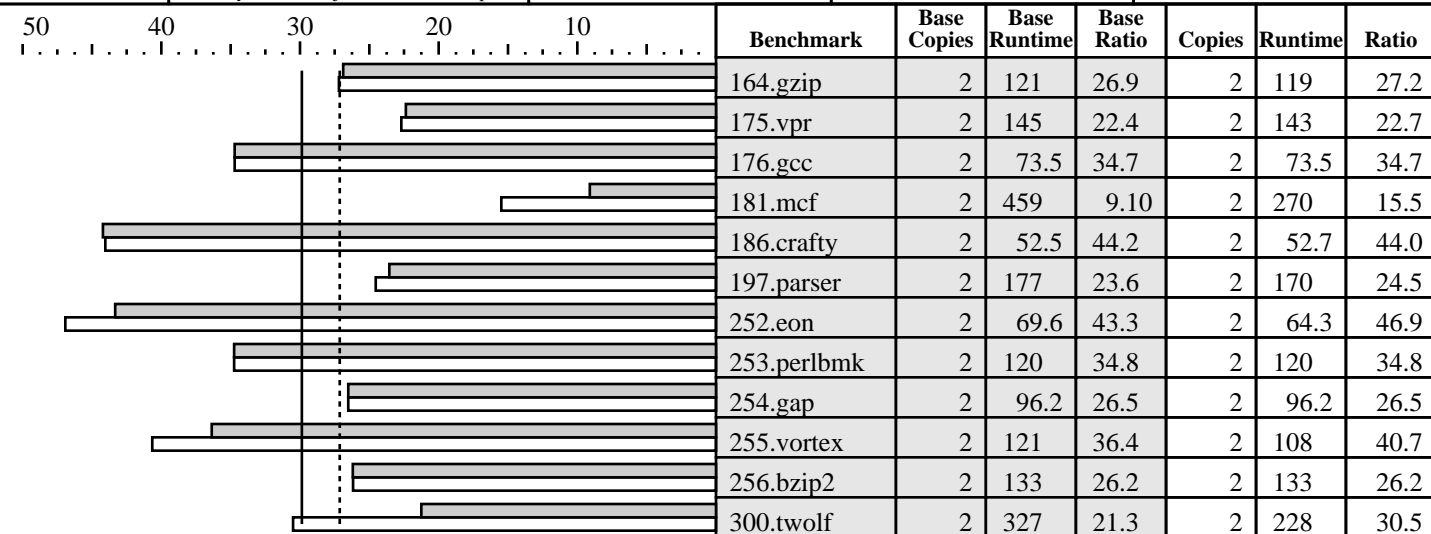 50 40 30 20 10
Benchmark Base Copies Base Runtime Base Ratio Copies Runtime Ratio
164.gzip 2 121 26.9 2 119 27.2
175.vpr 2 145 22.4 2 143 22.7
176.gcc 2 73.5 34.7 2 73.5 34.7
181.mcf 2 459 9.10 2 270 15.5
186.crafty 2 52.5 44.2 2 52.7 44.0
197.parser 2 177 23.6 2 170 24.5
252.eon 2 69.6 43.3 2 64.3 46.9
253.perlbmk 2 120 34.8 2 120 34.8
254.gap 2 96.2 26.5 2 96.2 26.5
255.vortex 2 121 36.4 2 108 40.7
256.bzip2 2 133 26.2 2 133 26.2
300.twolf 2 327 21.3 2 228 30.5